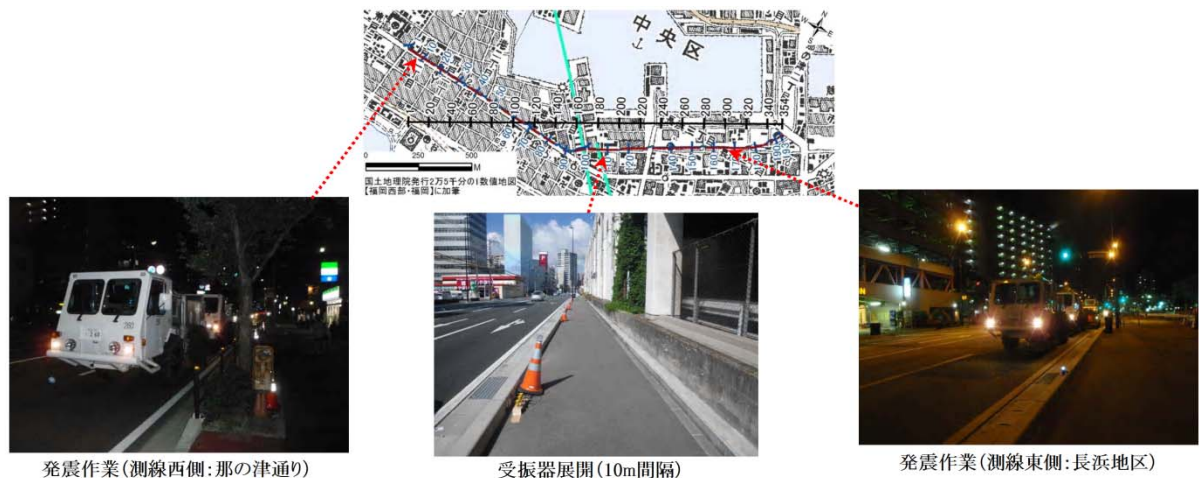 中央区
1 20 40 60 80 100 120 140 160 180 200 220 240 260 280 300 320 340 354
0 250 500
M
国土地理院発行2万5千分の1数値地図
【福岡西部・福岡】に加筆
発震作業(測線西側:那の津通り)
受振器展開(10m間隔)
発震作業(測線東側:長浜地区)